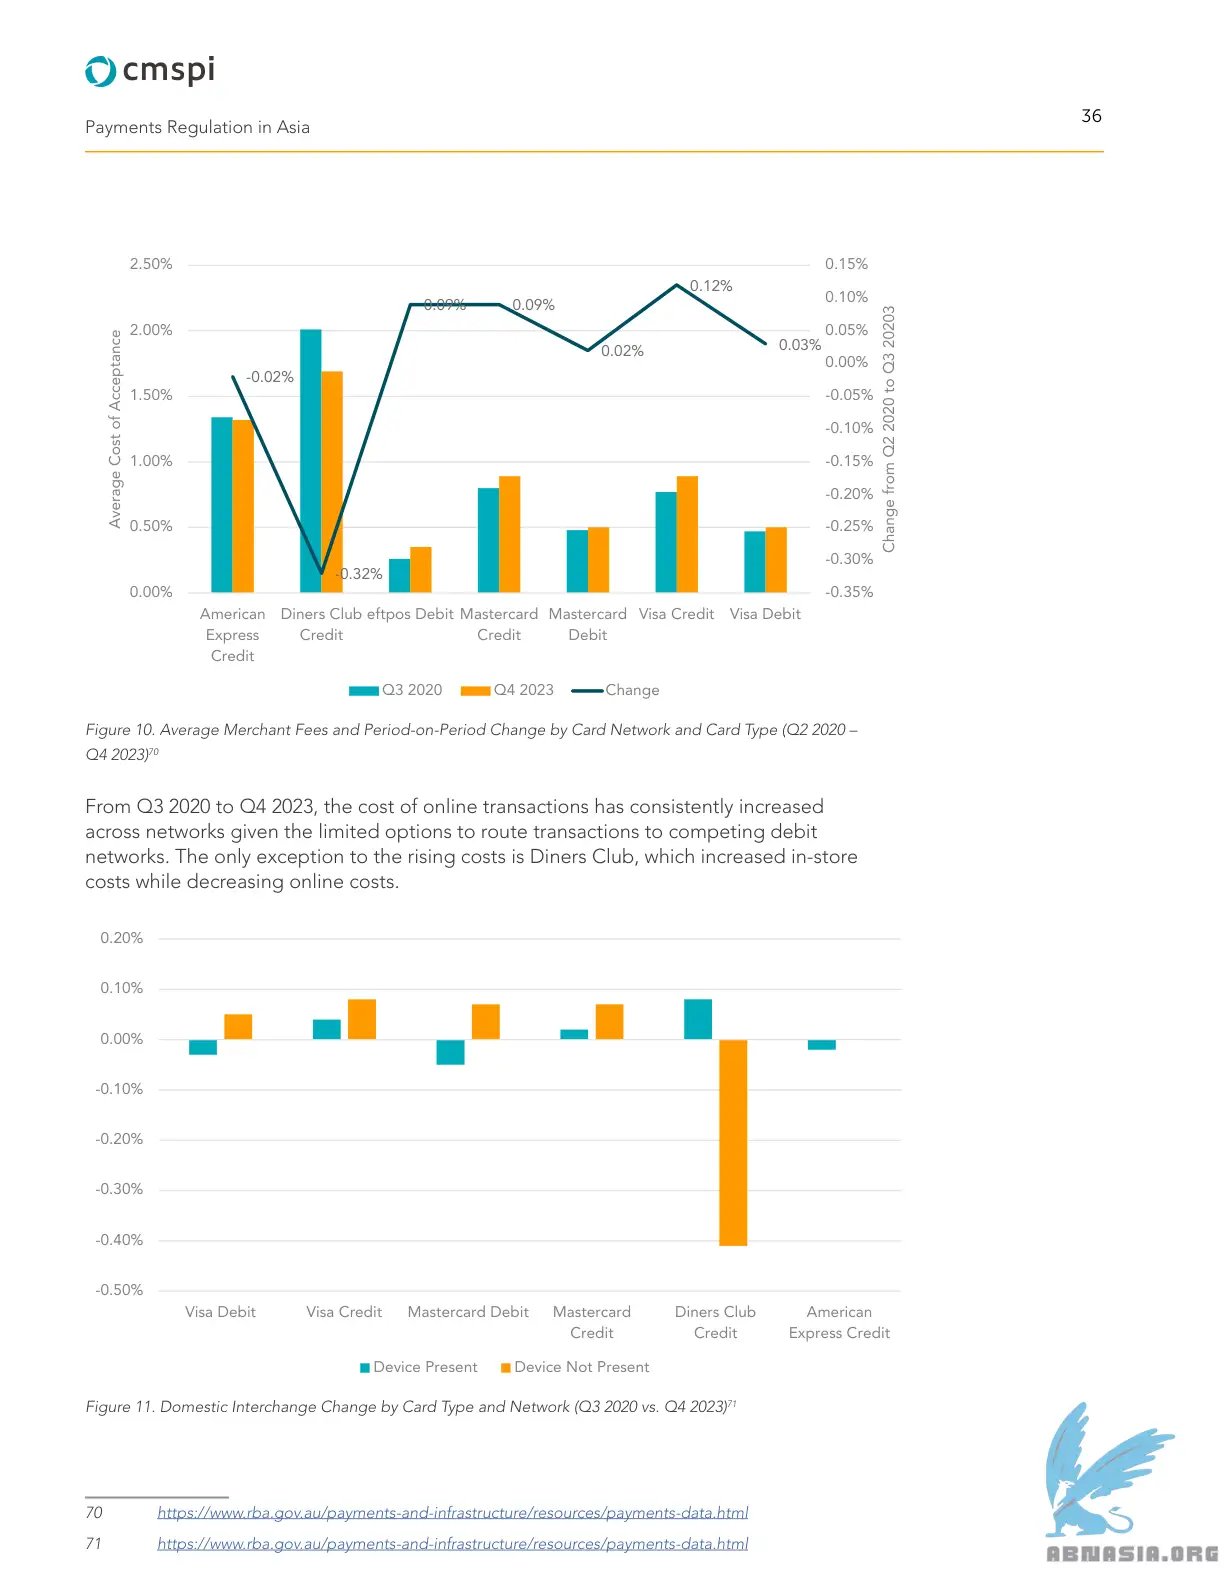 cmspi
Payments Regulation in Asia
36
2.50%
2.00%
1.50%
1.00%
0.50%
0.00%
Average Cost of Acceptance
0.15%
0.10%
0.05%
0.00%
-0.05%
-0.10%
-0.15%
-0.20%
-0.25%
-0.30%
-0.35%
Change from Q2 2020 to Q3 20203
-0.02%
-0.32%
0.09%
0.09%
0.02%
0.12%
0.03%
American Express Credit
Diners Club Credit
eftpos Debit
Mastercard Credit
Mastercard Debit
Visa Credit
Visa Debit
Q3 2020 Q4 2023 Change
Figure 10. Average Merchant Fees and Period-on-Period Change by Card Network and Card Type (Q2 2020 –
Q4 2023)70
From Q3 2020 to Q4 2023, the cost of online transactions has consistently increased
across networks given the limited options to route transactions to competing debit
networks. The only exception to the rising costs is Diners Club, which increased in-store
costs while decreasing online costs.
0.20%
0.10%
0.00%
-0.10%
-0.20%
-0.30%
-0.40%
-0.50%
Visa Debit
Visa Credit
Mastercard Debit
Mastercard Credit
Diners Club Credit
American Express Credit
Device Present Device Not Present
Figure 11. Domestic Interchange Change by Card Type and Network (Q3 2020 vs. Q4 2023)71
70 https://www.rba.gov.au/payments-and-infrastructure/resources/payments-data.html
71 https://www.rba.gov.au/payments-and-infrastructure/resources/payments-data.html
ABNASIA.ORG